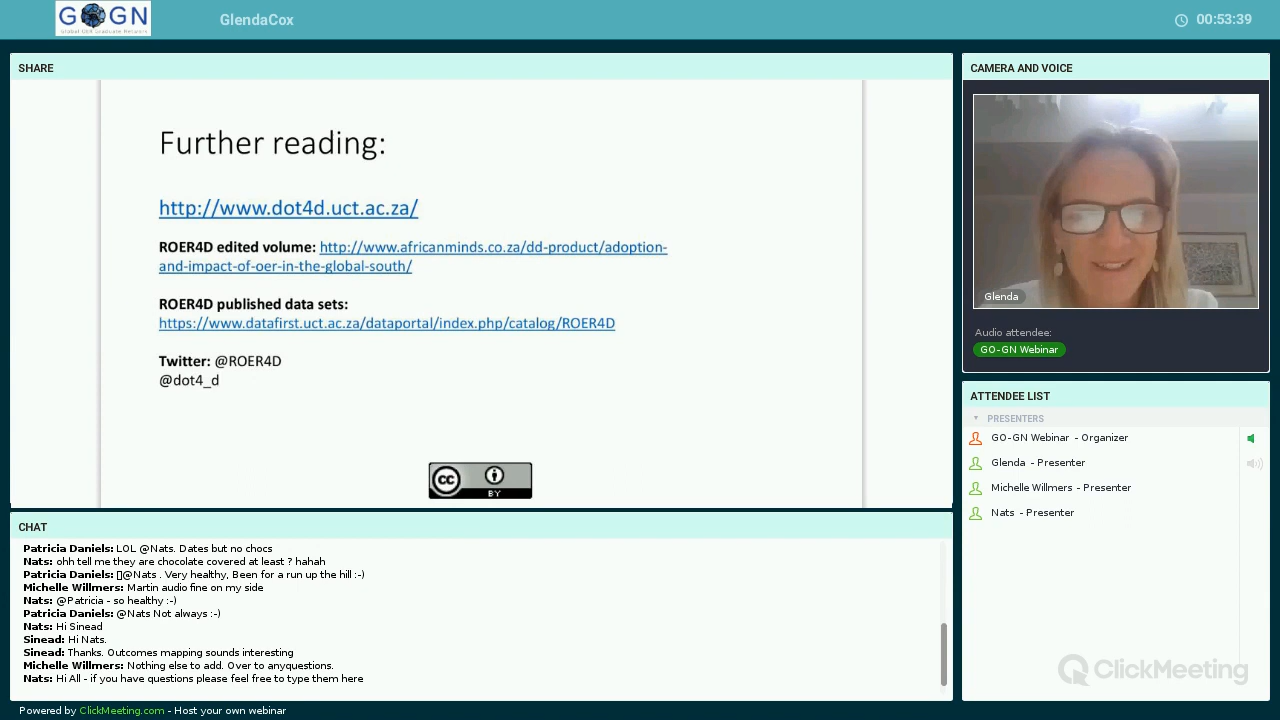 GOGN
Global OER Graduate Network
GlendaCox
00:53:39
SHARE
Further reading:
http://www.dot4d.uct.ac.za/
ROER4D edited volume: http://www.africanminds.co.za/dd-product/adoption-
and-impact-of-oer-in-the-global-south/
ROER4D published data sets:
https://www.datafirst.uct.ac.za/dataportal/index.php/catalog/ROER4D
Twitter: @ROER4D
@dot4_d
cc
BY
CAMERA AND VOICE
Glenda
Audio attendee:
GO-GN Webinar
ATTENDEE LIST
PRESENTERS
GO-GN Webinar - Organizer
Glenda - Presenter
Michelle Willmers - Presenter
Nats - Presenter
ClickMeeting
CHAT
Patricia Daniels: LOL @Nats. Dates but no chocs
Nats: ohh tell me they are chocolate covered at least ? hahah
Patricia Daniels: @Nats . Very healthy, Been for a run up the hill :-)
Michelle Willmers: Martin audio fine on my side
Nats: @Patricia - so healthy :-)
Patricia Daniels: @Nats Not always :-)
Nats: Hi Sinead
Sinead: Hi Nats.
Sinead: Thanks. Outcomes mapping sounds interesting
Michelle Willmers: Nothing else to add. Over to anyquestions.
Nats: Hi All - if you have questions please feel free to type them here
Powered by ClickMeeting.com - Host your own webinar